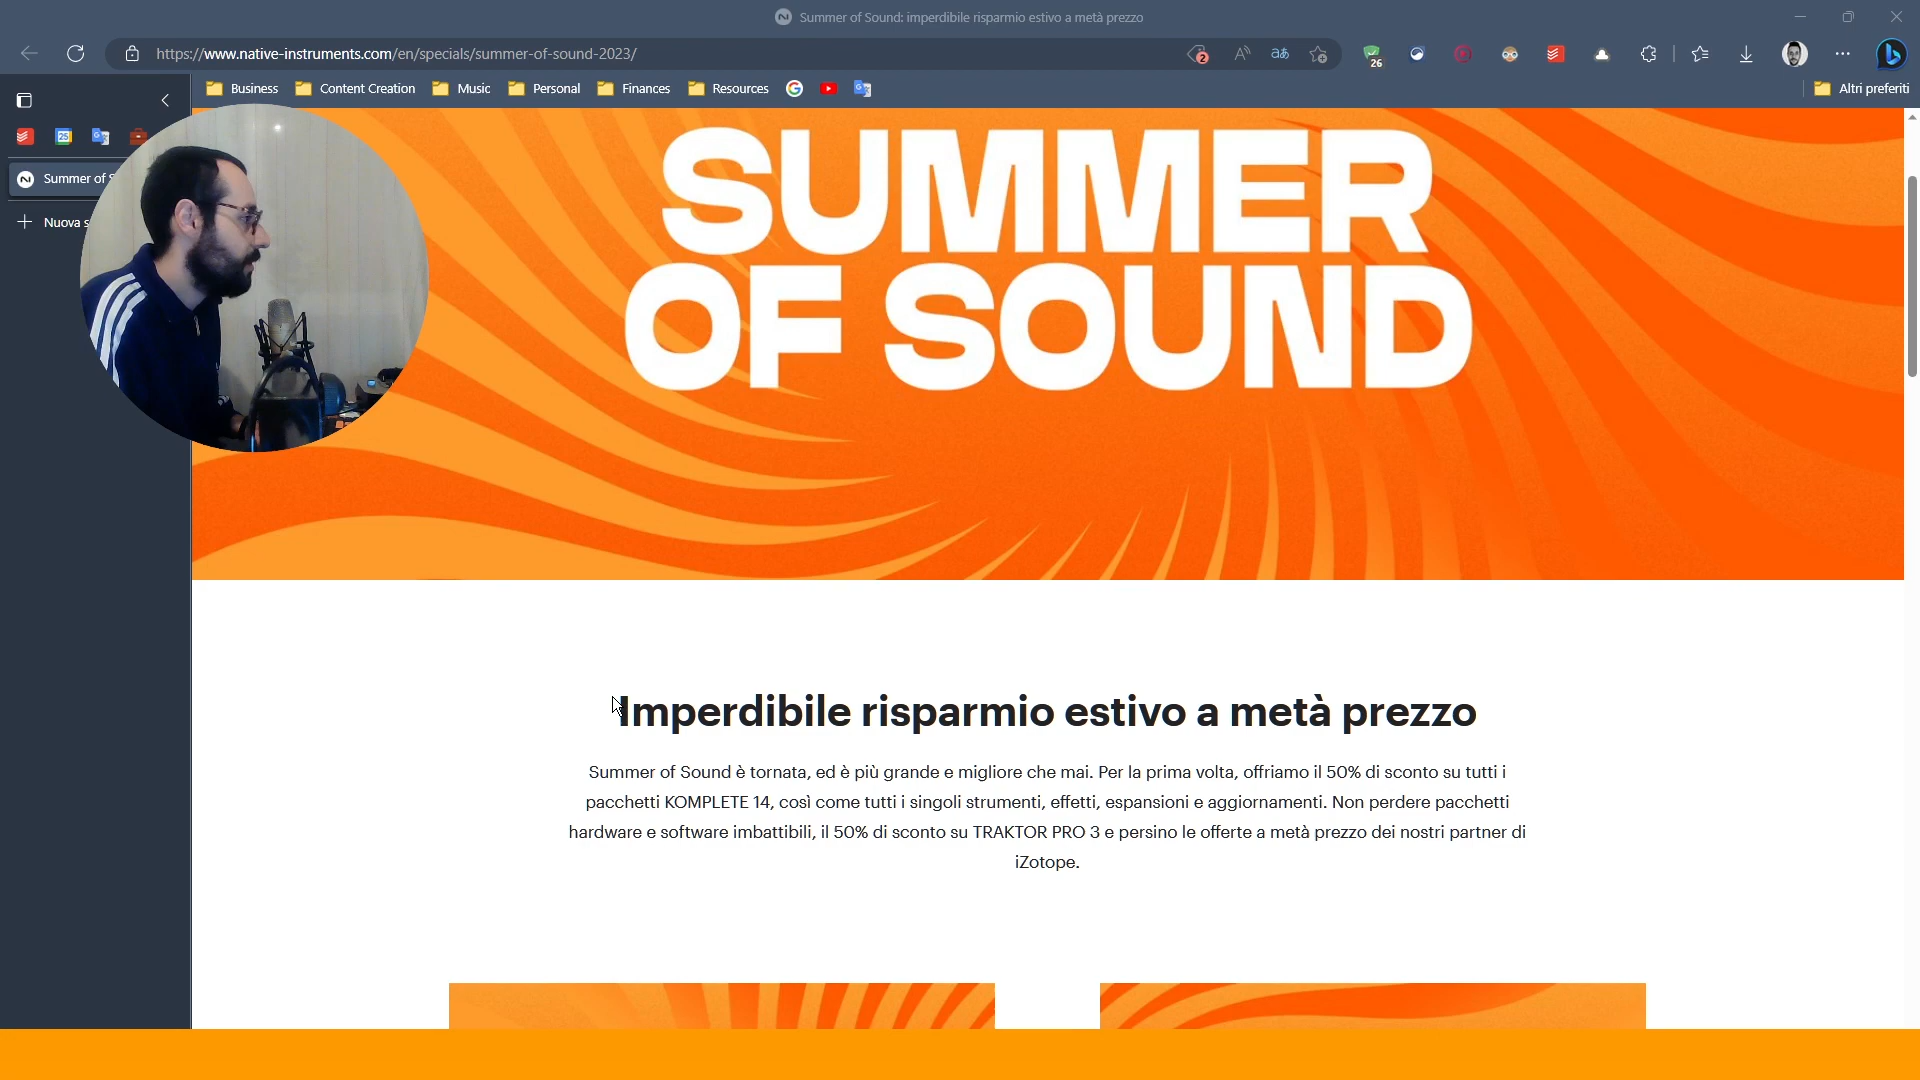 Summer of Sound: imperdibile risparmio estivo a metà prezzo
https://www.native-instruments.com/en/specials/summer-of-sound-2023/
2
aあ
26
Business
Content Creation
Music
Personal
Finances
Resources
Altri preferiti
25
Summer of
Nuova
SUMMER
OF SOUND
Imperdibile risparmio estivo a metà prezzo
Summer of Sound è tornata, ed è più grande e migliore che mai. Per la prima volta, offriamo il 50% di sconto su tutti i
pacchetti KOMPLETE 14, così come tutti i singoli strumenti, effetti, espansioni e aggiornamenti. Non perdere pacchetti
hardware e software imbattibili, il 50% di sconto su TRAKTOR PRO 3 e persino le offerte a metà prezzo dei nostri partner di
iZotope.